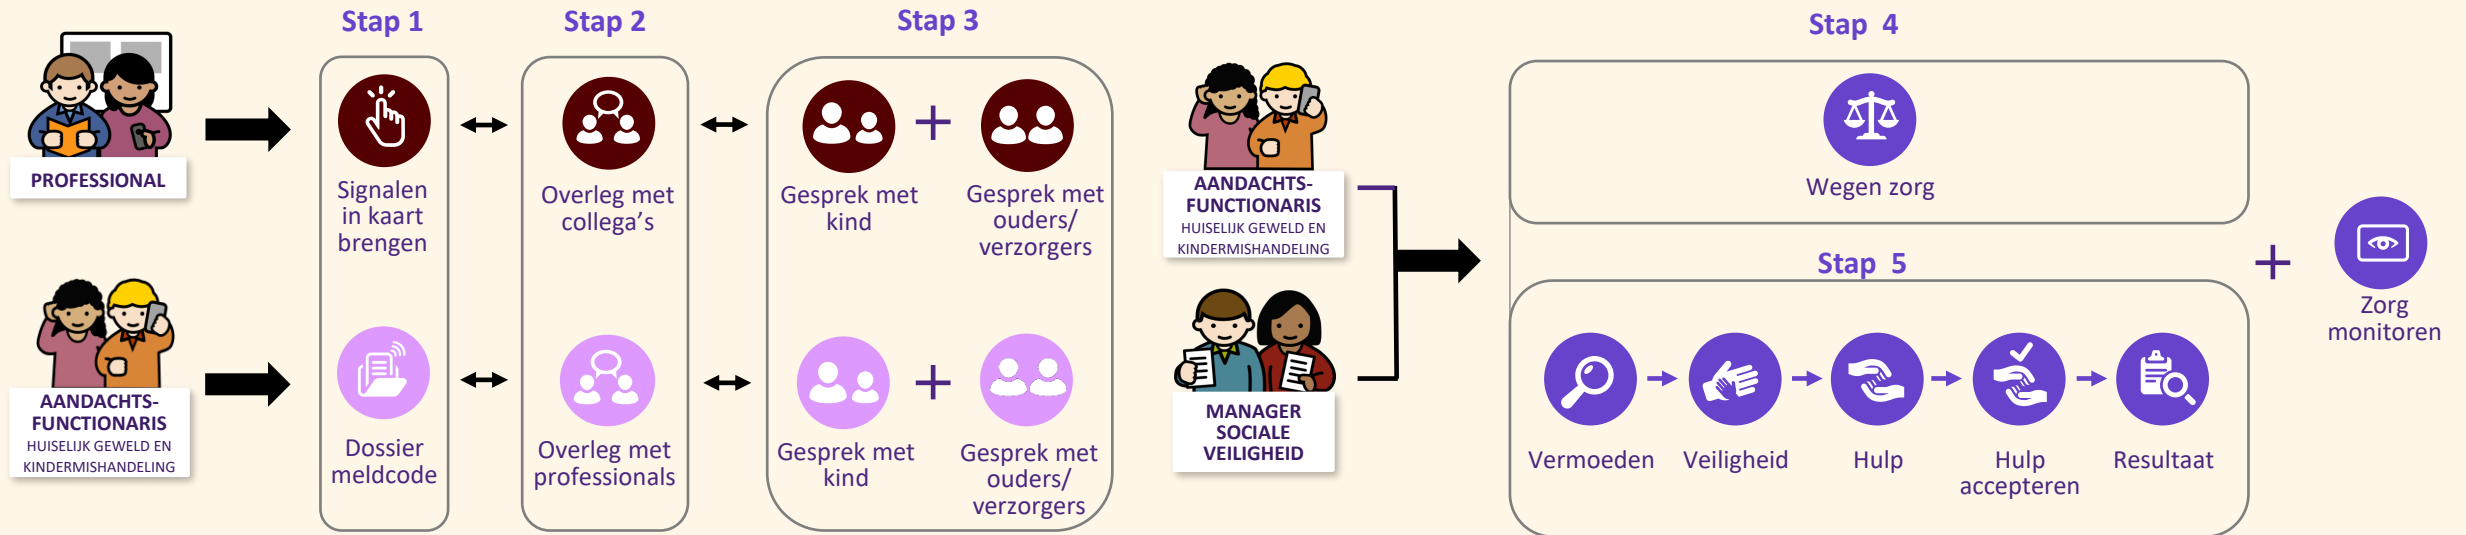 Stap 1
Stap 2
Stap 3
Stap 4
PROFESSIONAL
Signalen
in kaart
brengen
Overleg met
collega's
Gesprek met
kind
Gesprek met
ouders/
verzorgers
AANDACHTS-
FUNCTIONARIS
HUISELIJK GEWELD EN
KINDERMISHANDELING
Wegen zorg
AANDACHTS-
FUNCTIONARIS
HUISELIJK GEWELD EN
KINDERMISHANDELING
Dossier
meldcode
Overleg met
professionals
Gesprek met
kind
Gesprek met
ouders/
verzorgers
MANAGER
SOCIALE
VEILIGHEID
Stap 5
Vermoeden
Veiligheid
Hulp
Hulp
accepteren
Resultaat
Zorg
monitoren